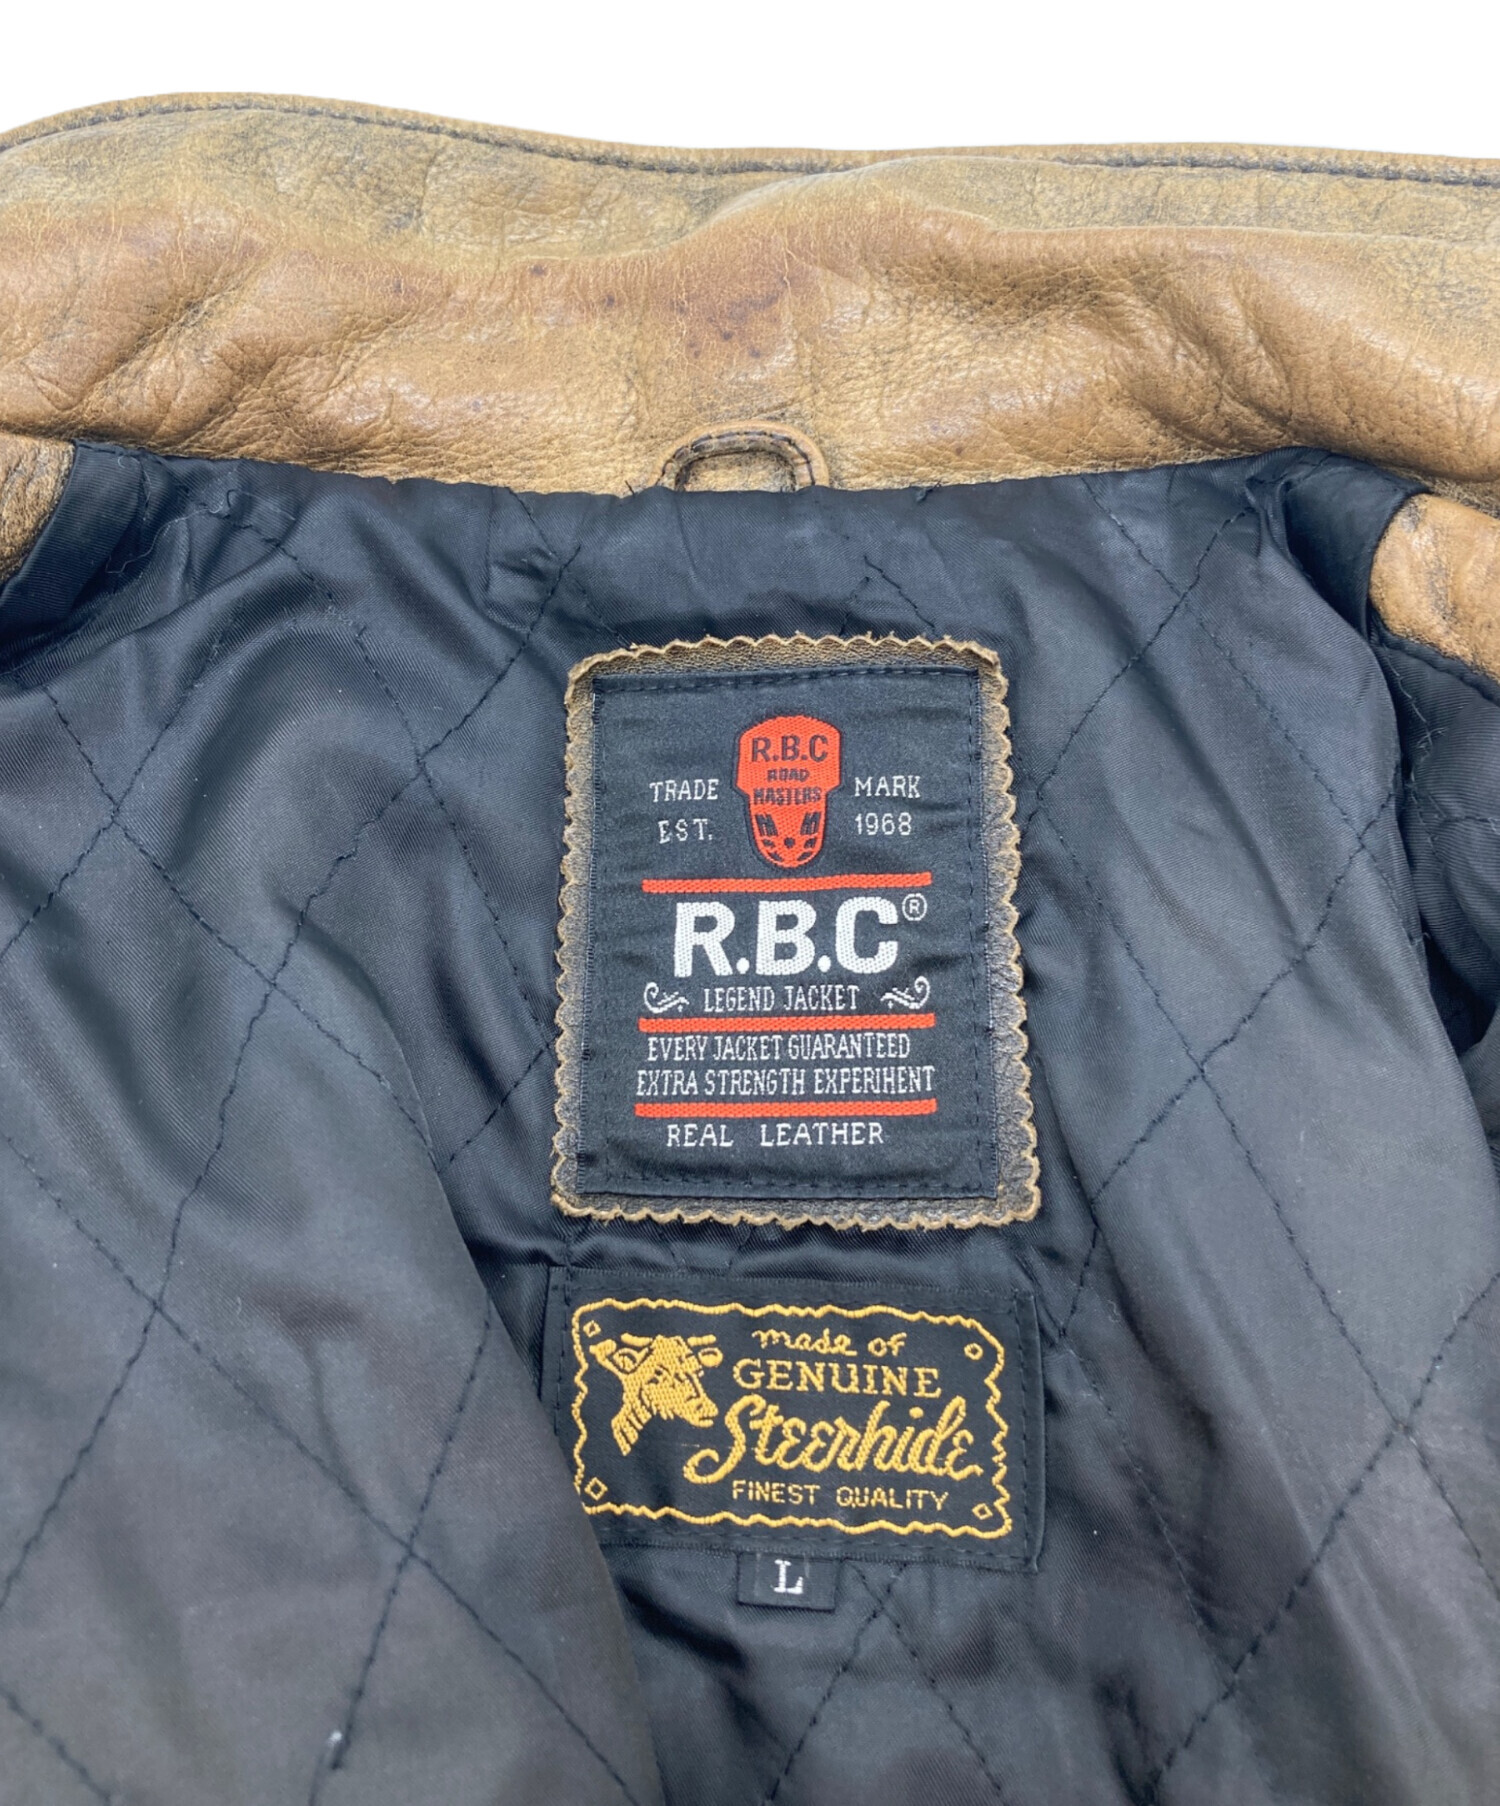 R.B.C
ROAD
MASTERS
TRADE MARK
EST. 1968
R.B.C®
LEGEND JACKET
EVERY JACKET GUARANTEED
EXTRA STRENGTH EXPERIHENT
REAL LEATHER
made of
GENUINE
Steerhide
FINEST QUALITY
L